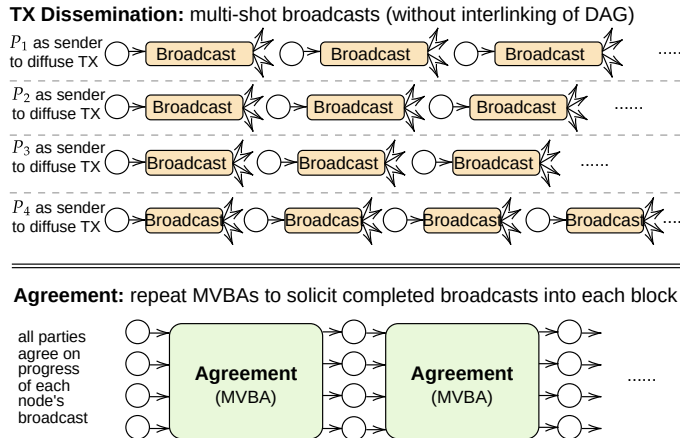 TX Dissemination: multi-shot broadcasts (without interlinking of DAG)
P1 as sender
to diffuse TX
Broadcast Broadcast Broadcast ......
P2 as sender
to diffuse TX
Broadcast Broadcast Broadcast ......
P3 as sender
to diffuse TX
Broadcast Broadcast Broadcast ......
P4 as sender
to diffuse TX
Broadcast Broadcast Broadcast Broadcast ......
Agreement: repeat MVBAs to solicit completed broadcasts into each block
all parties
agree on
progress
of each
node's
broadcast
Agreement
(MVBA)
Agreement
(MVBA)
......